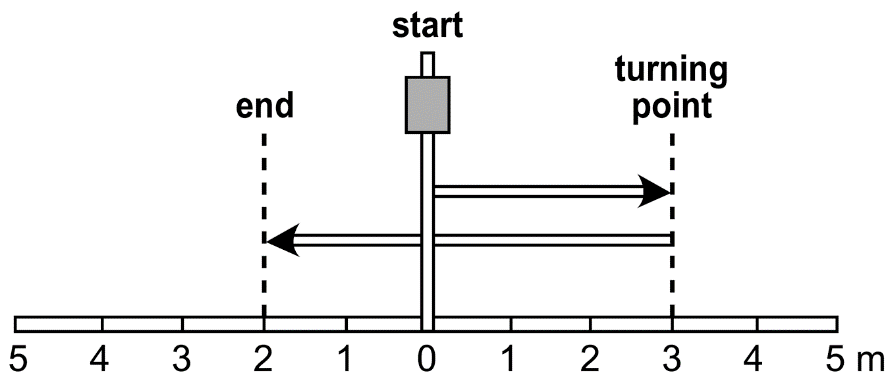 start
turning
point
end
5 4 3 2 1 0 1 2 3 4 5 m